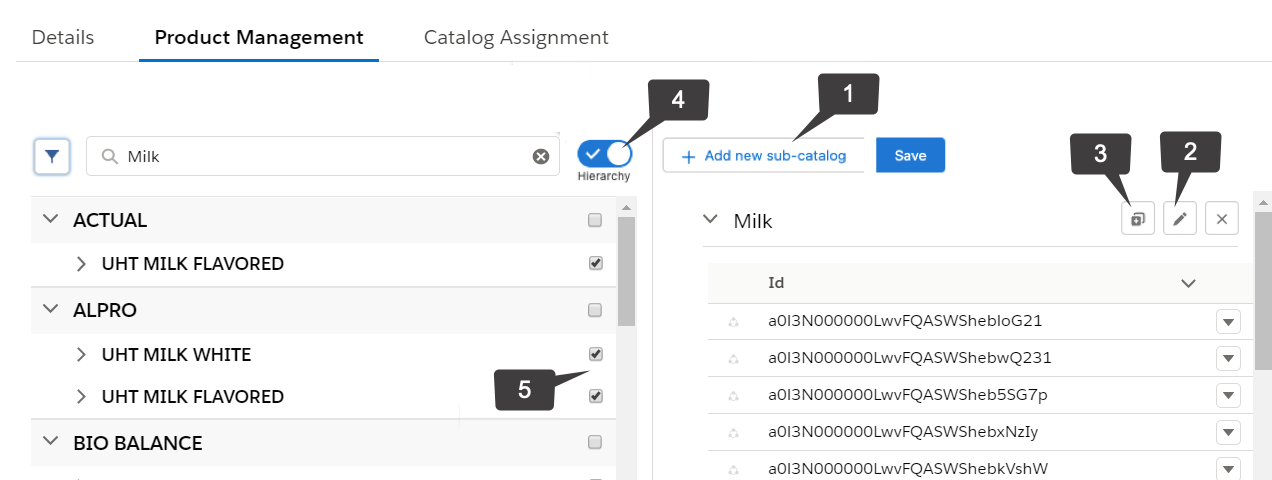 Details Product Management Catalog Assignment
4 1
3 2
Milk
Hierarchy
+ Add new sub-catalog Save
ACTUAL
UHT MILK FLAVORED
ALPRO
UHT MILK WHITE
UHT MILK FLAVORED
5
BIO BALANCE
Milk
Id
a0I3N000000LwvFQASWShebIoG21
a0I3N000000LwvFQASWShebwQ231
a0I3N000000LwvFQASWSheb5SG7p
a0I3N000000LwvFQASWShebxNzIy
a0I3N000000LwvFQASWShebkVshW